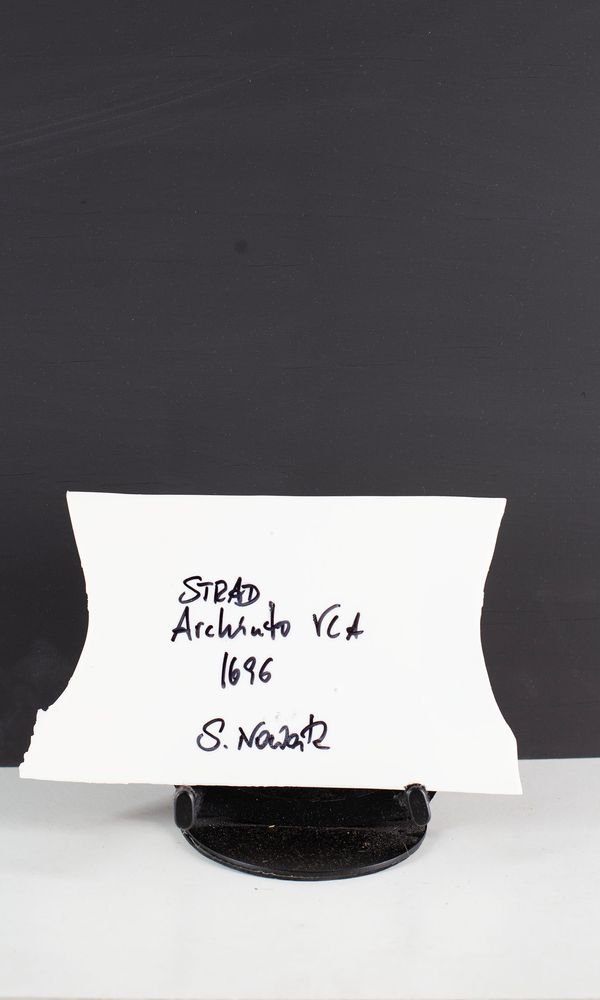 STRAD.
Archinto VCA
1696
S. Nowak